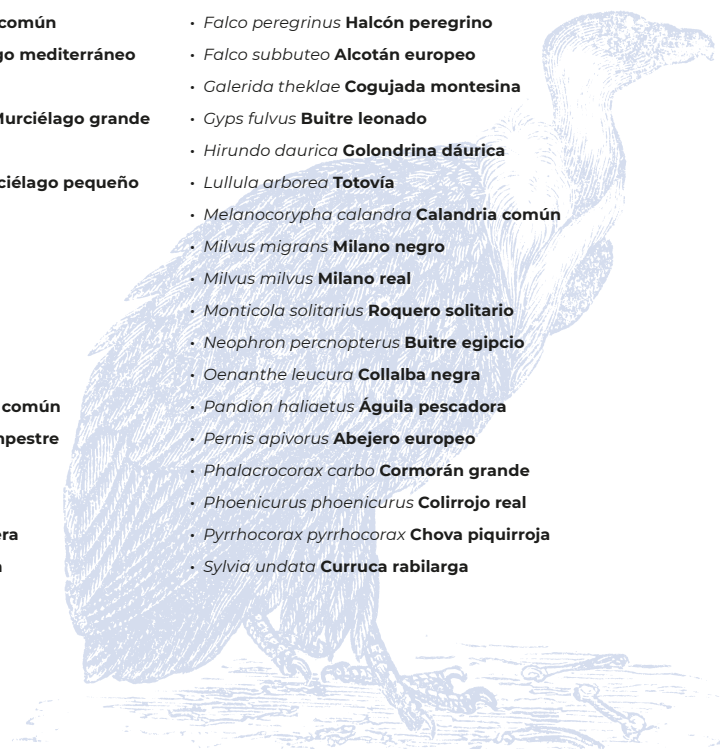 común
go mediterráneo
Murciélago grande
ciélago pequeño
común
mpestre
era
• Falco peregrinus Halcón peregrino
• Falco subbuteo Alcotán europeo
• Galerida theklae Cogujada montesina
• Gyps fulvus Buitre leonado
• Hirundo daurica Golondrina dáurica
• Lullula arborea Totovía
• Melanocorypha calandra Calandria común
• Milvus migrans Milano negro
• Milvus milvus Milano real
• Monticola solitarius Roquero solitario
• Neophron percnopterus Buitre egipcio
• Oenanthe leucura Collalba negra
• Pandion haliaetus Águila pescadora
• Pernis apivorus Abejero europeo
• Phalacrocorax carbo Cormorán grande
• Phoenicurus phoenicurus Colirrojo real
• Pyrrhocorax pyrrhocorax Chova piquirroja
• Sylvia undata Curruca rabilarga